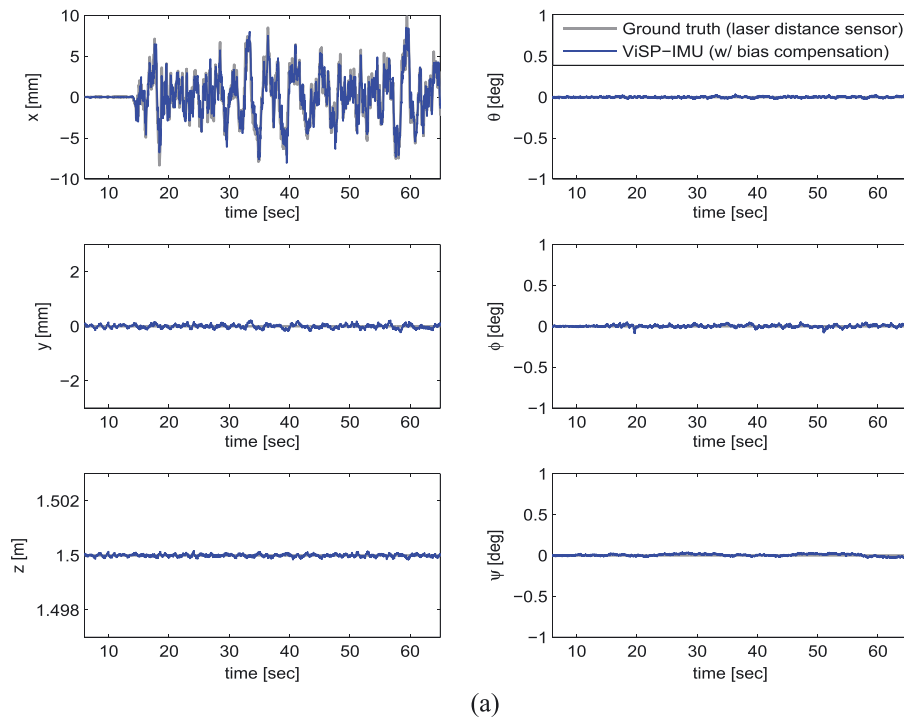 10
5
0
−5
−10
x [mm]
10 20 30 40 50 60
time [sec]
1
0.5
0
−0.5
−1
θ [deg]
Ground truth (laser distance sensor)
ViSP−IMU (w/ bias compensation)
10 20 30 40 50 60
time [sec]
2
0
−2
y [mm]
10 20 30 40 50 60
time [sec]
1
0.5
0
−0.5
−1
ϕ [deg]
10 20 30 40 50 60
time [sec]
1.502
1.5
1.498
z [m]
10 20 30 40 50 60
time [sec]
1
0.5
0
−0.5
−1
ψ [deg]
10 20 30 40 50 60
time [sec]
(a)